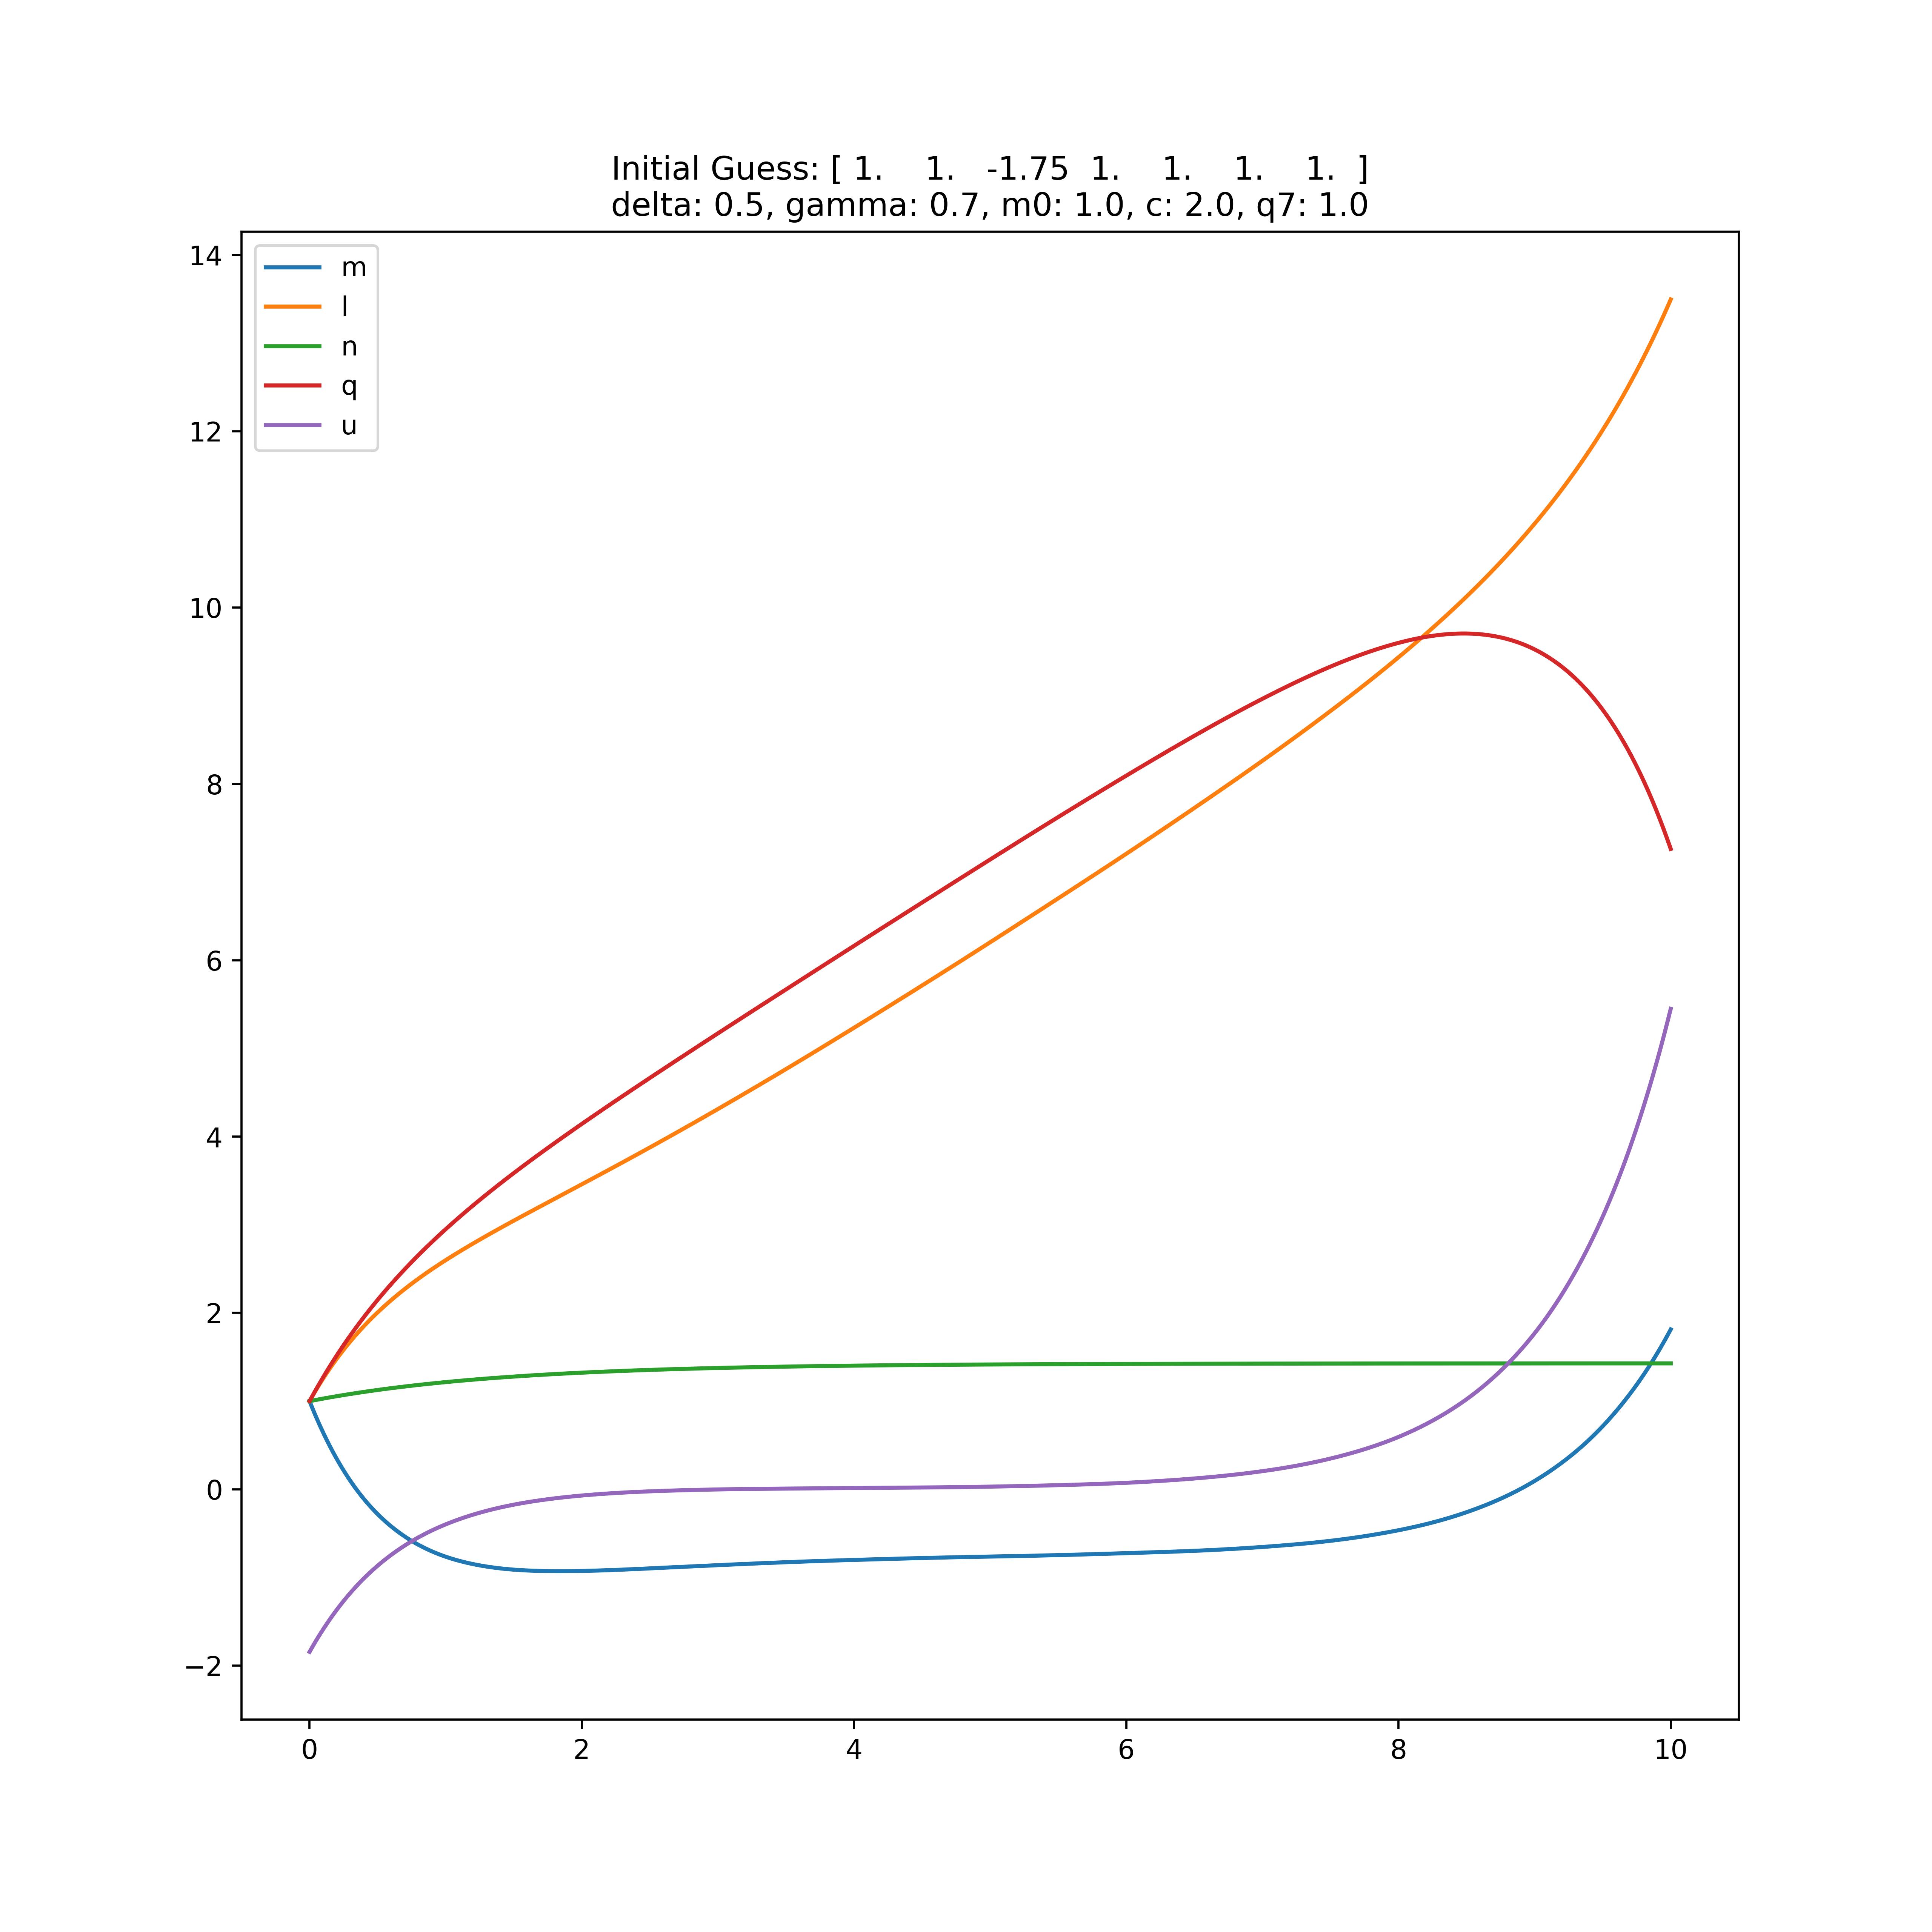 Initial Guess: [ 1. 1. -1.75 1. 1. 1. 1. ]
delta: 0.5, gamma: 0.7, m0: 1.0, c: 2.0, q7: 1.0
m
l
n
q
u
14
12
10
8
6
4
2
0
−2
0 2 4 6 8 10